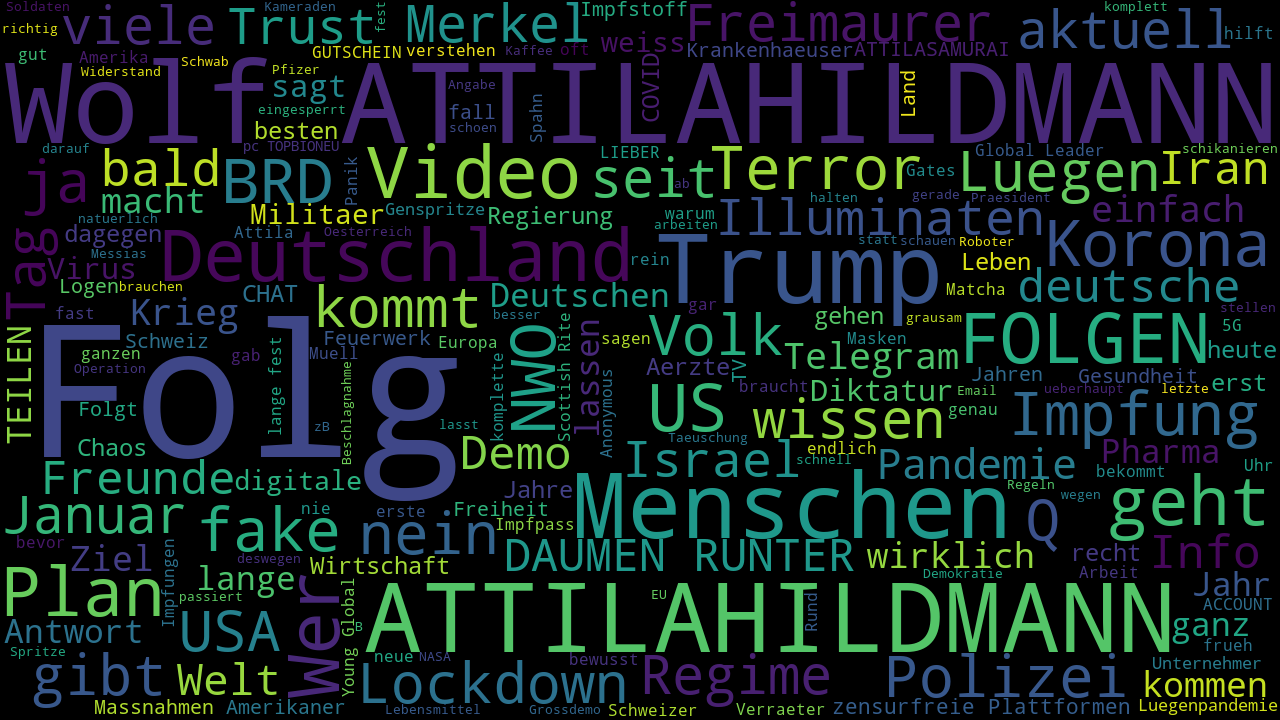 Soldaten
Kameraden
richtig
viele
Trust
fest
Merkel
Impfstoff
Freimaurer
komplett
aktuell
hilft
gut
Amerika
Widerstand
Schwab
GUTSCHEIN
verstehen
Kaffee
oft
weiss
Krankenhaeuser
ATTILASAMURAI
Pfizer
Wolf
ATTILAHILDMANN
sagt
Angabe
eingesperrt
fall
schoen
Spahn
COVID
Land
besten
darauf
pc
TOPBIONEU
Panik
LIEBER
Global Leader
schikanieren
ja
bald
BRD
Video
seit
ab
Terror
Gates
Luegen
Iran
macht
Militaer
Genspritze
Regierung
warum
halten
gerade
Praesident
natuerlich
dagegen
Attila
Oesterreich
arbeiten
Illuminaten
einfach
Tag
Messias
Virus
Deutschland
rein
Trump
statt
schauen
Roboter
Korona
Leben
Logen
brauchen
CHAT
Deutschen
Matcha
deutsche
fast
Krieg
kommt
besser
gar
gehen
grausam
stellen
TEILEN
Schweiz
Feuerwerk
Europa
NWO
Scottish Rite
lassen
sagen
Volk
Masken
FOLGEN
5G
heute
ganzen
gab
Muell
Operation
Folg
lange fest
Beschlagnahme
komplette
Anonymous
Aerzte
TV
Telegram
Jahren
Gesundheit
Folgt
zB
lasst
US
braucht
Diktatur
Email
ueberhaupt
letzte
erst
genau
wissen
Impfung
Chaos
Demo
Taeuschung
endlich
Israel
schnell
Pandemie
Pharma
Uhr
bekommt
Freunde
digitale
Jahre
Menschen
Regeln
wegen
geht
Januar
nie
erste
Freiheit
Impfpass
fake
nein
Q
bevor
Ziel
deswegen
Wirtschaft
DAUMEN RUNTER
wirklich
recht
Info
Impfungen
lange
Demokratie
Arbeit
Plan
passiert
Wer
Young Global
EU
Rund
Jahr
ACCOUNT
Antwort
USA
B
ATTILAHILDMANN
ganz
Spritze
frueh
gibt
Welt
neue
NASA
bewusst
Unternehmer
Lockdown
Regime
Polizei
kommen
Massnahmen
Amerikaner
Lebensmittel
Grossdemo
Schweizer
Verraeter
zensurfreie Plattformen
Luegenpandemie